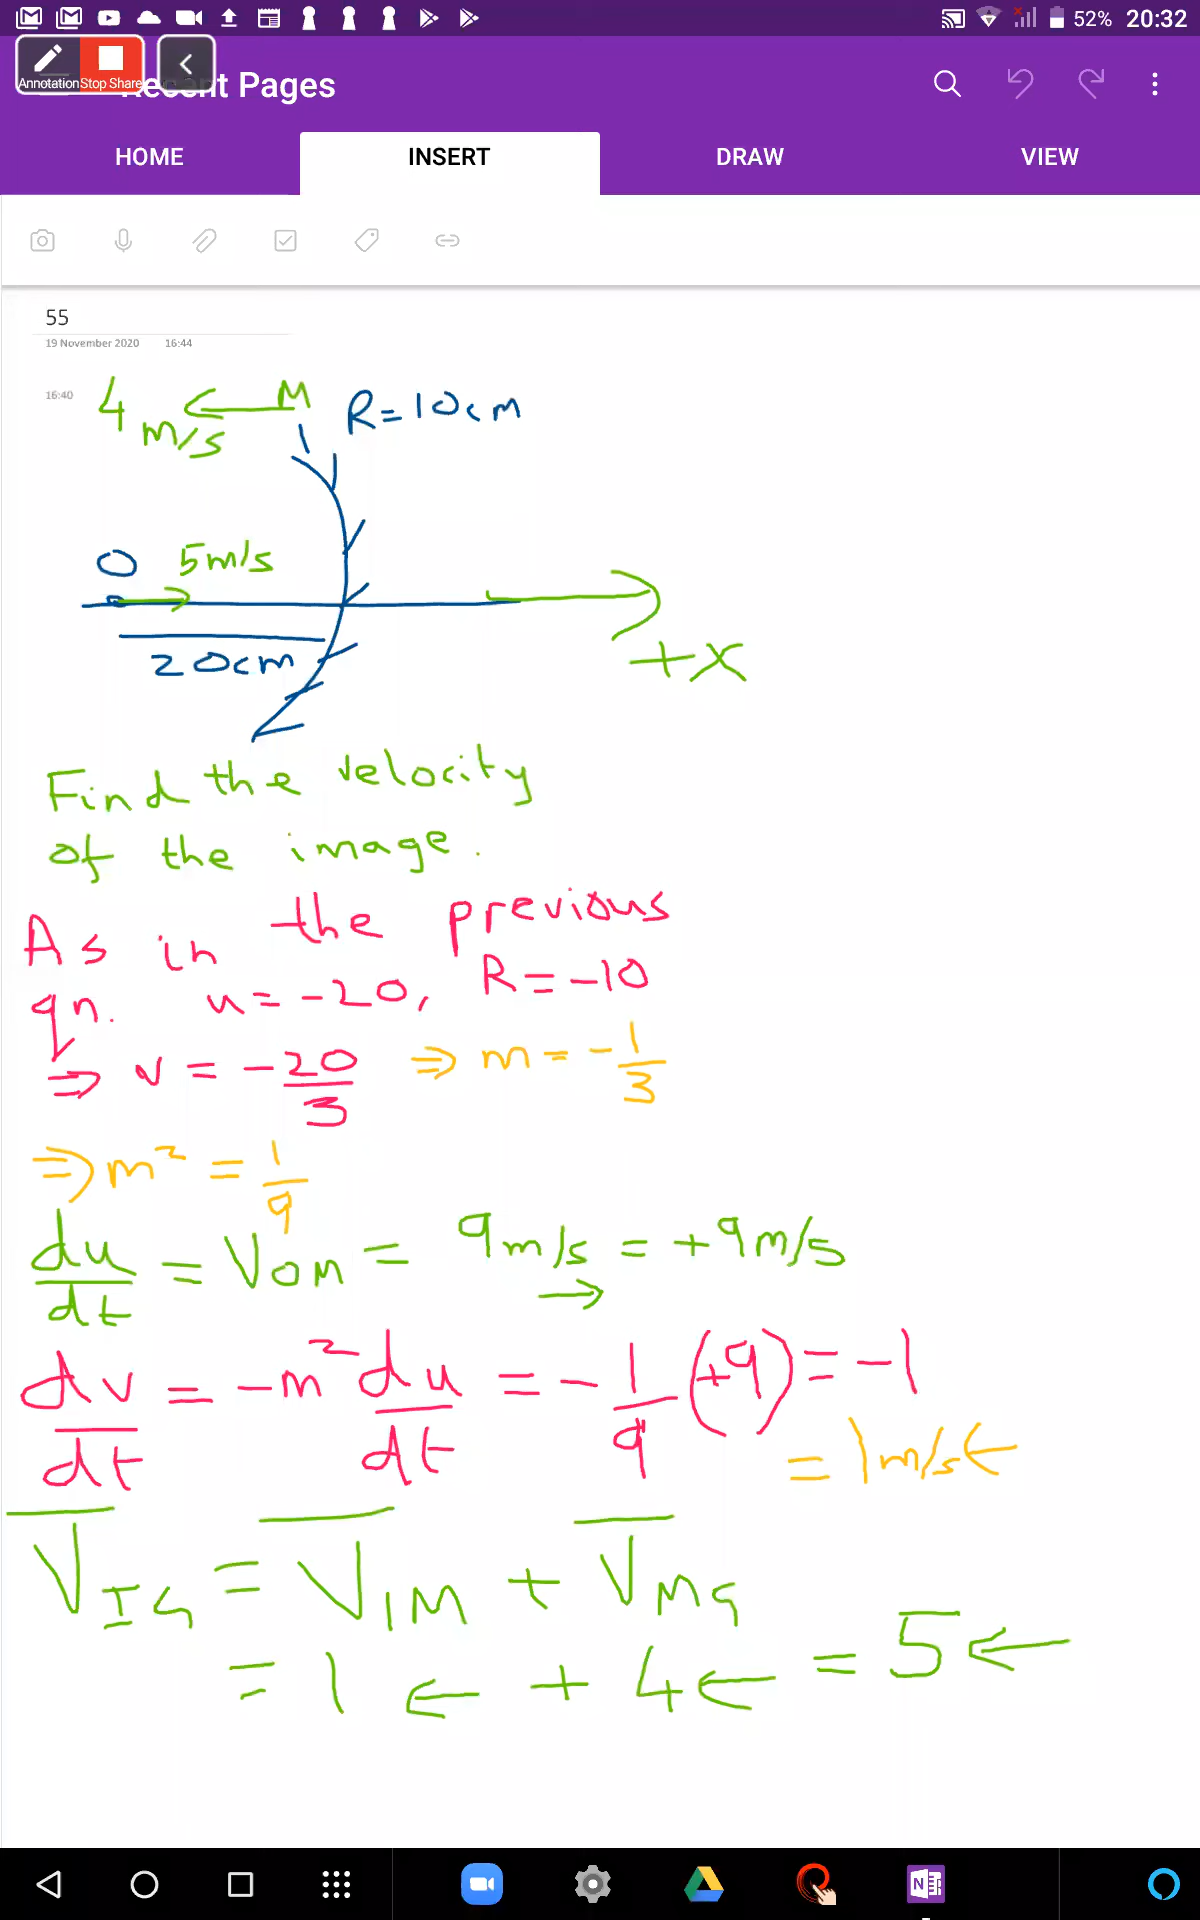 52% 20:32
Annotation Stop Share
Recent Pages
HOME INSERT DRAW VIEW
55
19 November 2020 16:44
16:40
4 m/s ← M R=10cm
O 5m/s
20cm
+x
Find the velocity
of the image.
As in the previous
qn. u=-20, R=-10
⇒ v = -20/3 ⇒ m = -1/3
⇒ m² = 1/9
du/dt = VOM = 9m/s → = +9m/s
dv/dt = -m² du/dt = -1/9 (+9) = -1
= 1m/s ←
V̅IG = V̅IM + V̅MG
= 1 ← + 4 ← = 5 ←